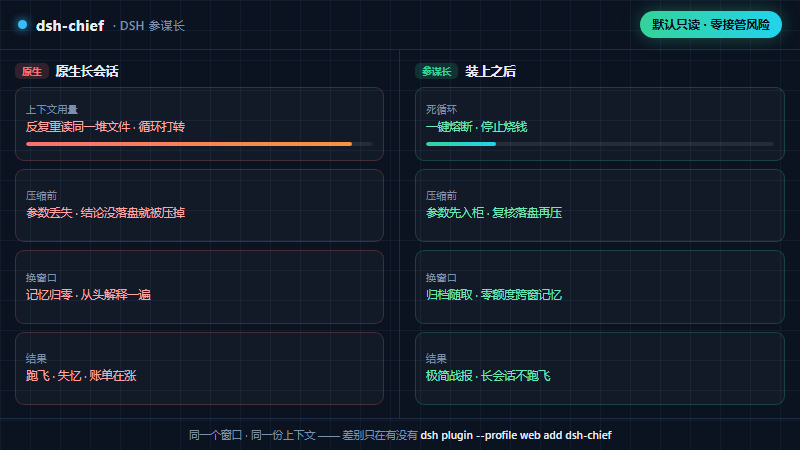 dsh-chief · DSH 参谋长
默认只读 · 零接管风险
原生 原生长会话
上下文用量
反复重读同一堆文件 · 循环打转
压缩前
参数丢失 · 结论没落盘就被压掉
换窗口
记忆归零 · 从头解释一遍
结果
跑飞 · 失忆 · 账单在涨
参谋长 装上之后
死循环
一键熔断 · 停止烧钱
压缩前
参数先入柜 · 复核落盘再压
换窗口
归档随取 · 零额度跨窗记忆
结果
极简战报 · 长会话不跑飞
同一个窗口 · 同一份上下文 —— 差别只在有没有 dsh plugin --profile web add dsh-chief